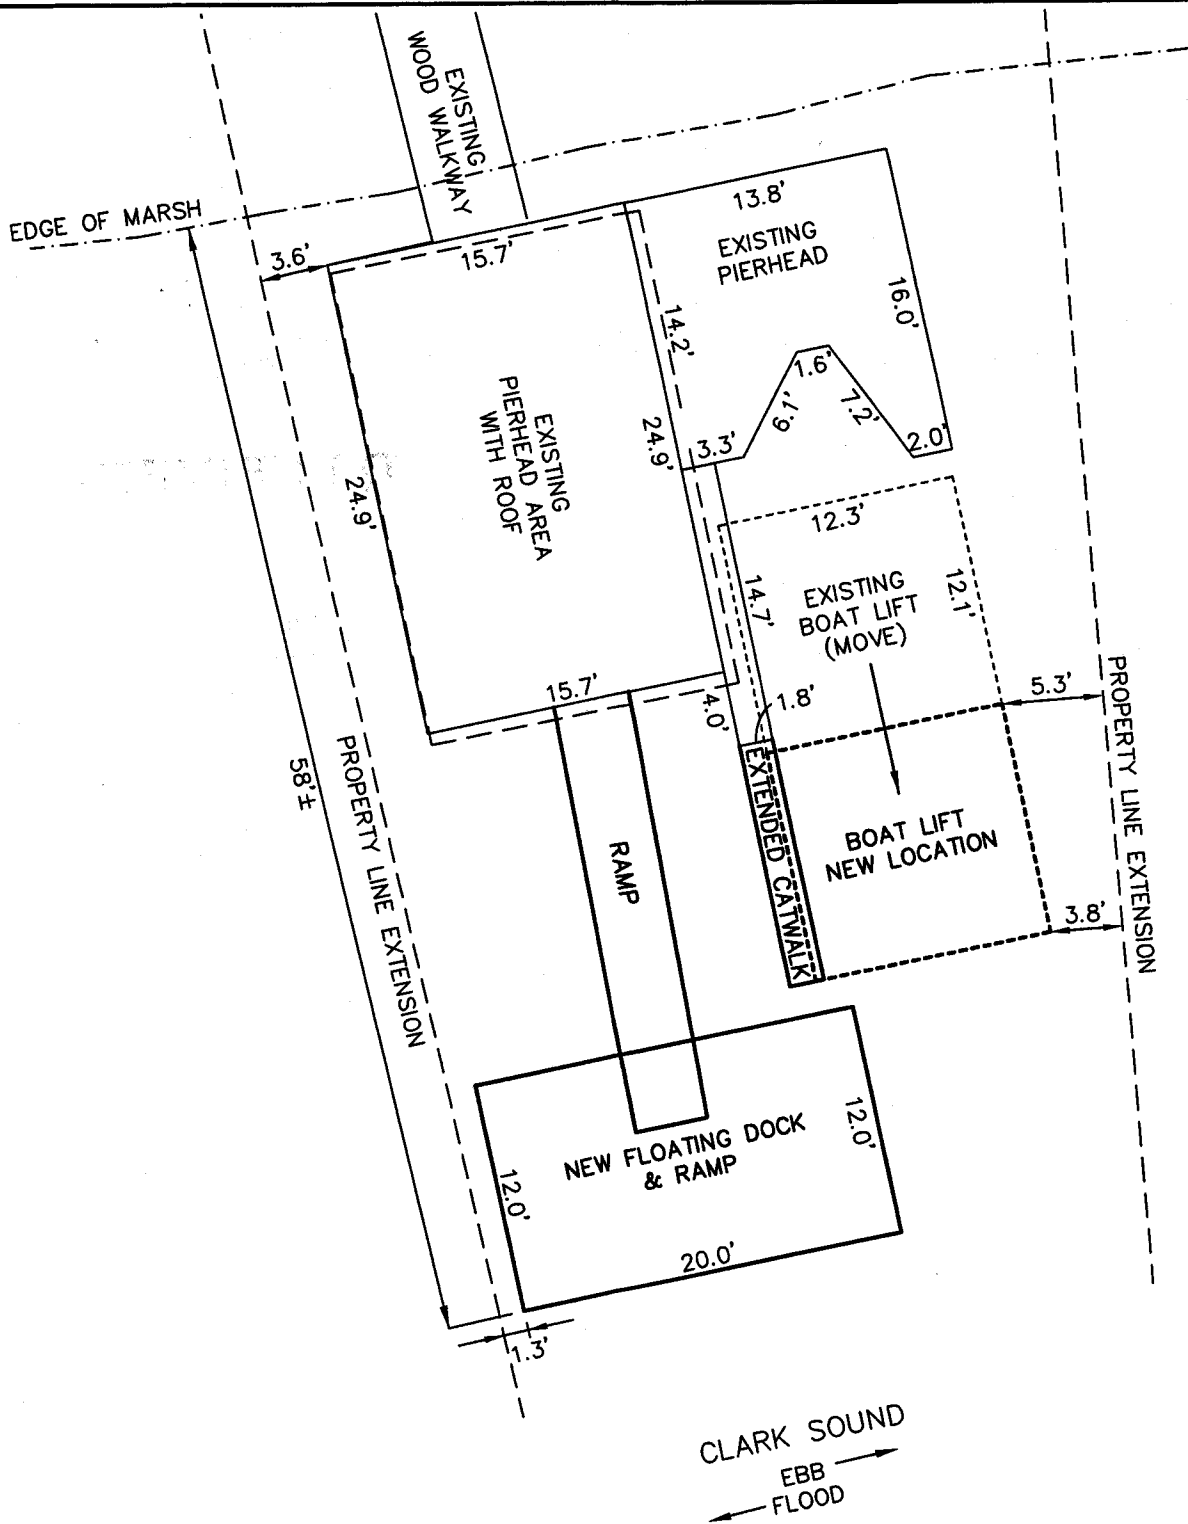 EXISTING
WOOD WALKWAY
EDGE OF MARSH
3.6'
15.7'
13.8'
EXISTING
PIERHEAD
16.0'
14.2'
1.6'
6.1'
7.2'
2.0'
3.3'
24.9'
EXISTING
PIERHEAD AREA
WITH ROOF
24.9'
12.3'
14.7'
EXISTING
BOAT LIFT
(MOVE)
12.1'
5.3'
15.7'
4.0'
1.8'
58'±
PROPERTY LINE EXTENSION
RAMP
EXTENDED CATWALK
BOAT LIFT
NEW LOCATION
3.8'
PROPERTY LINE EXTENSION
12.0'
NEW FLOATING DOCK
& RAMP
12.0'
20.0'
1.3'
CLARK SOUND
EBB
FLOOD